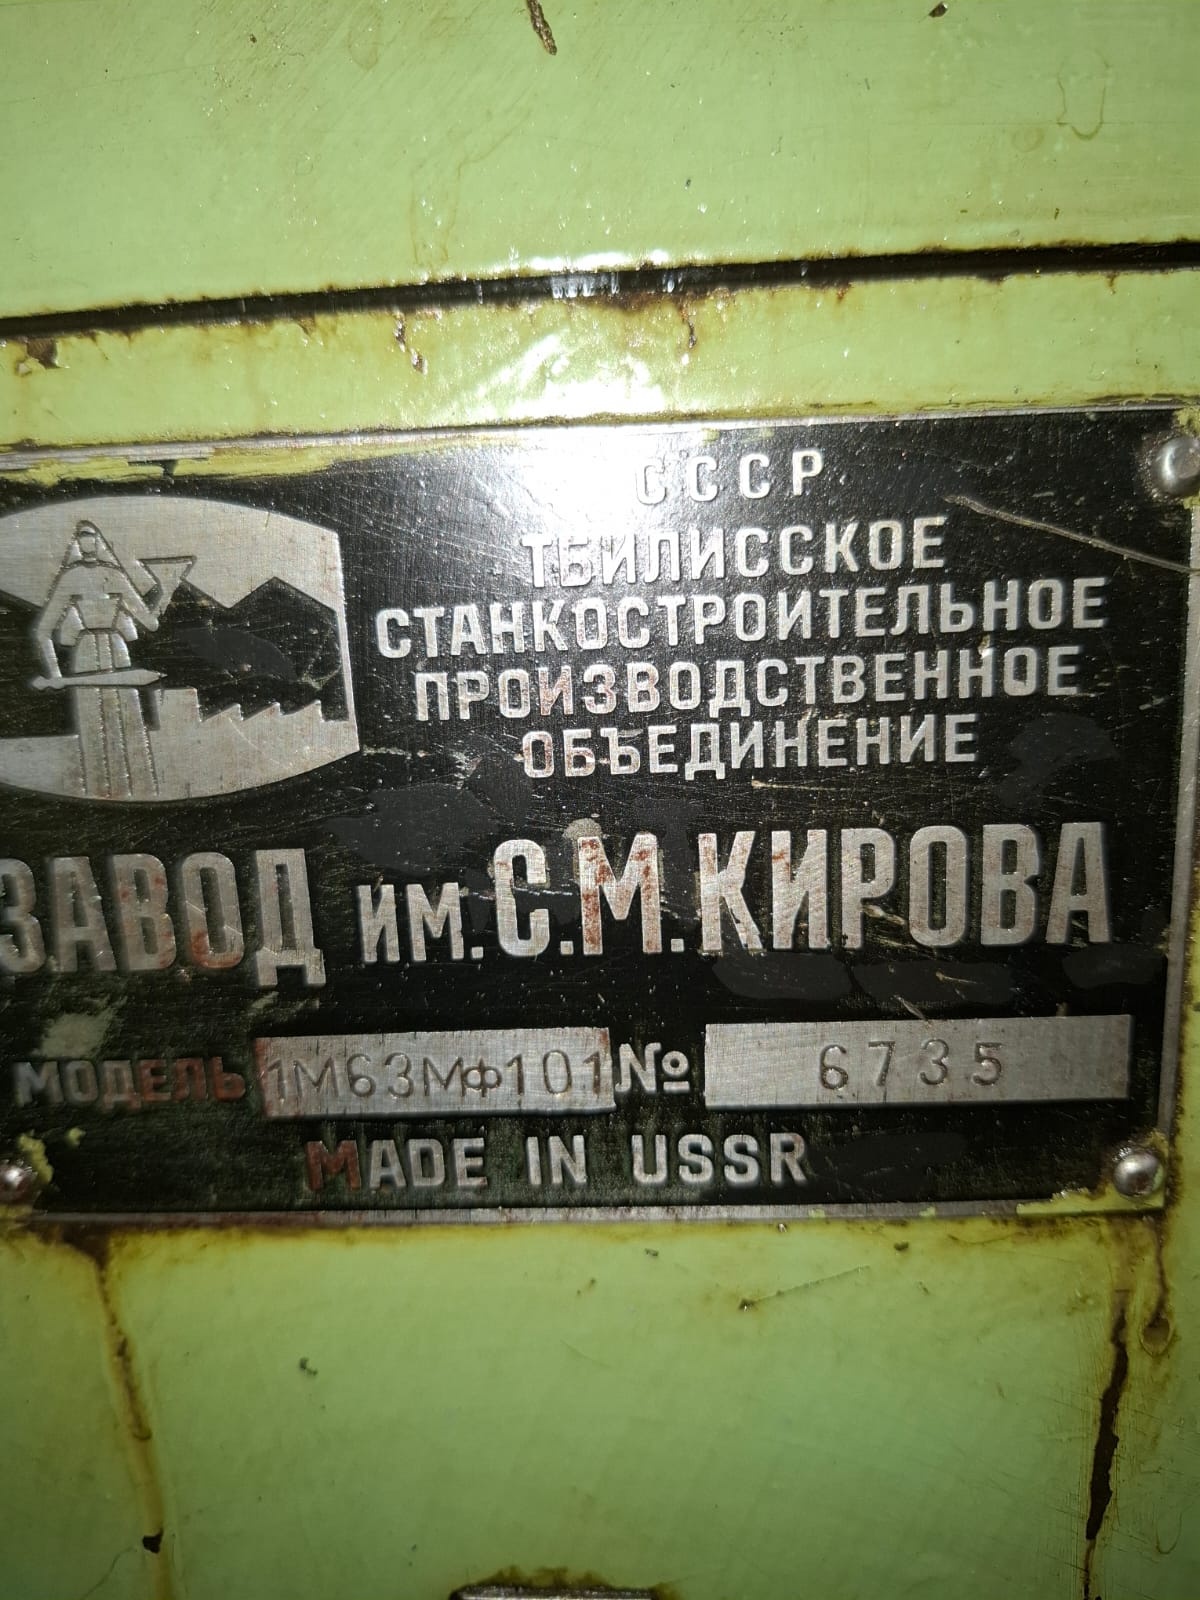 СССР
ТБИЛИССКОЕ
СТАНКОСТРОИТЕЛЬНОЕ
ПРОИЗВОДСТВЕННОЕ
ОБЪЕДИНЕНИЕ
ЗАВОД ИМ. С.М.КИРОВА
МОДЕЛЬ 1М63МФ101 № 6735
MADE IN USSR